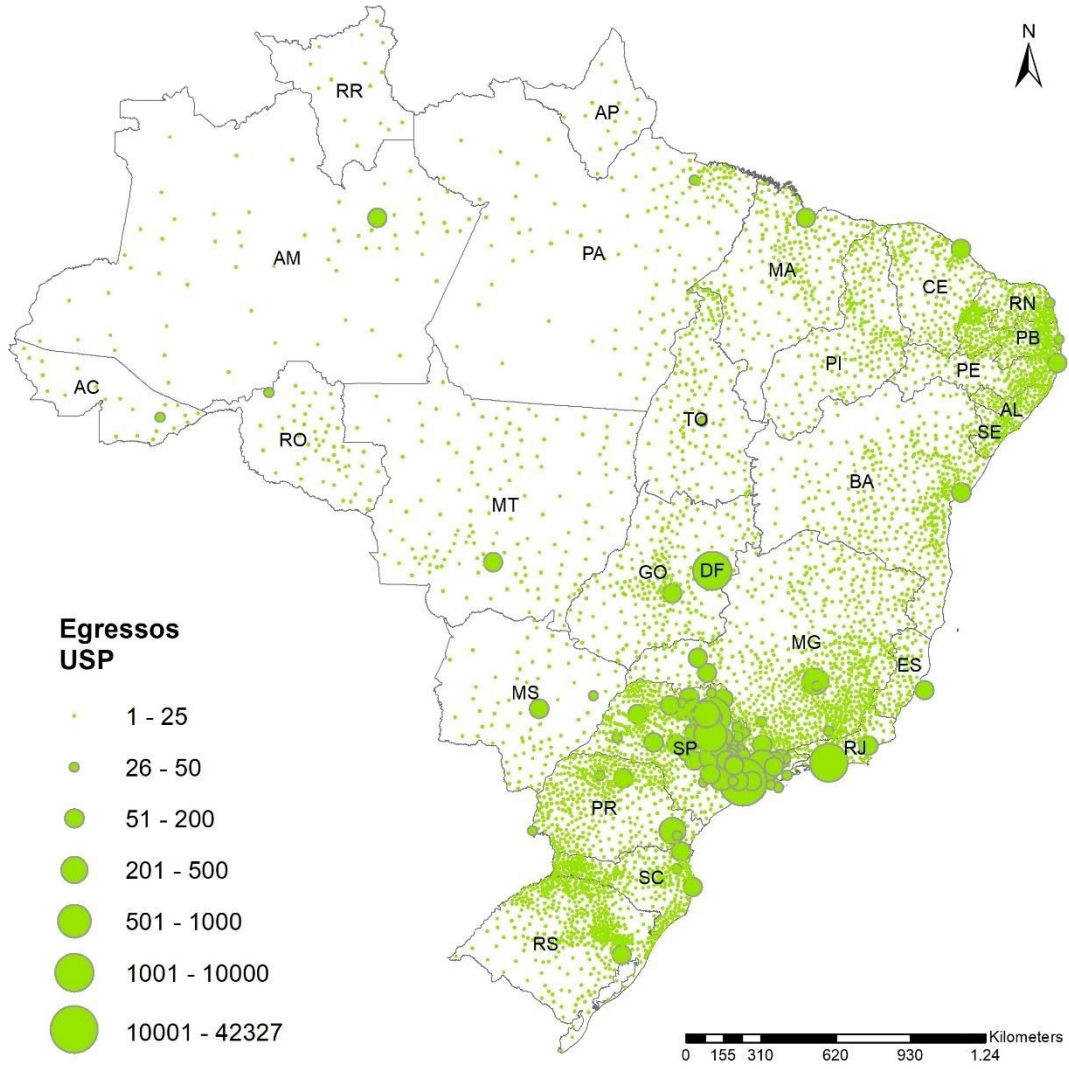 N
RR
AP
AM
PA
MA
CE
RN
PB
PI
PE
AC
AL
TO
SE
RO
BA
MT
GO
DF
MG
ES
MS
SP
RJ
PR
SC
RS
Egressos
USP
1 - 25
26 - 50
51 - 200
201 - 500
501 - 1000
1001 - 10000
10001 - 42327
Kilometers
0 155 310 620 930 1.24